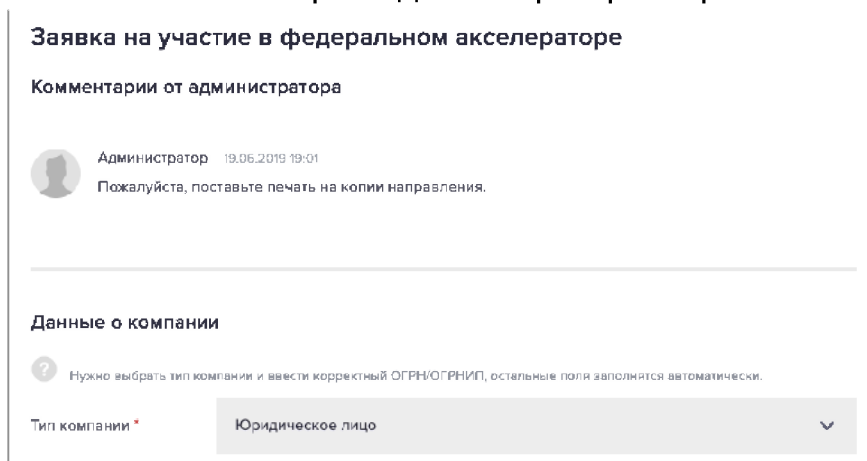 Заявка на участие в федеральном акселераторе
Комментарии от администратора
Администратор 19.06.2019 19:01
Пожалуйста, поставьте печать на копии направления.
Данные о компании
? Нужно выбрать тип компании и ввести корректный ОГРН/ОГРНИП, остальные поля заполнятся автоматически.
Тип компании * Юридическое лицо